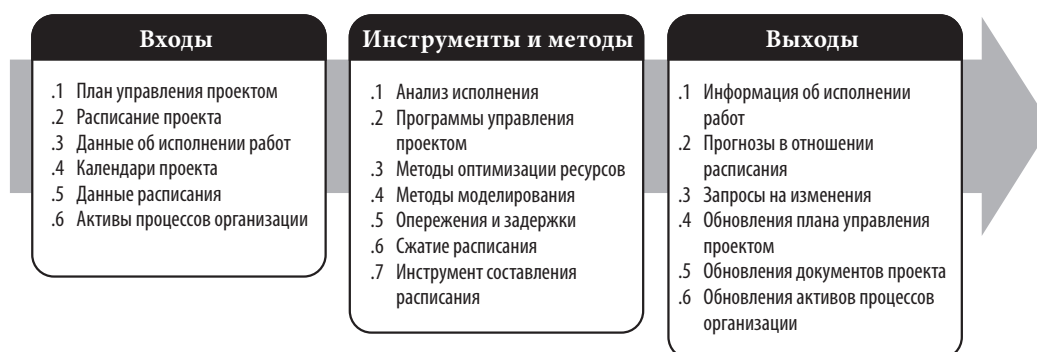 Входы
.1 План управления проектом
.2 Расписание проекта
.3 Данные об исполнении работ
.4 Календари проекта
.5 Данные расписания
.6 Активы процессов организации
Инструменты и методы
.1 Анализ исполнения
.2 Программы управления
проектом
.3 Методы оптимизации ресурсов
.4 Методы моделирования
.5 Опережения и задержки
.6 Сжатие расписания
.7 Инструмент составления
расписания
Выходы
.1 Информация об исполнении
работ
.2 Прогнозы в отношении
расписания
.3 Запросы на изменения
.4 Обновления плана управления
проектом
.5 Обновления документов проекта
.6 Обновления активов процессов
организации